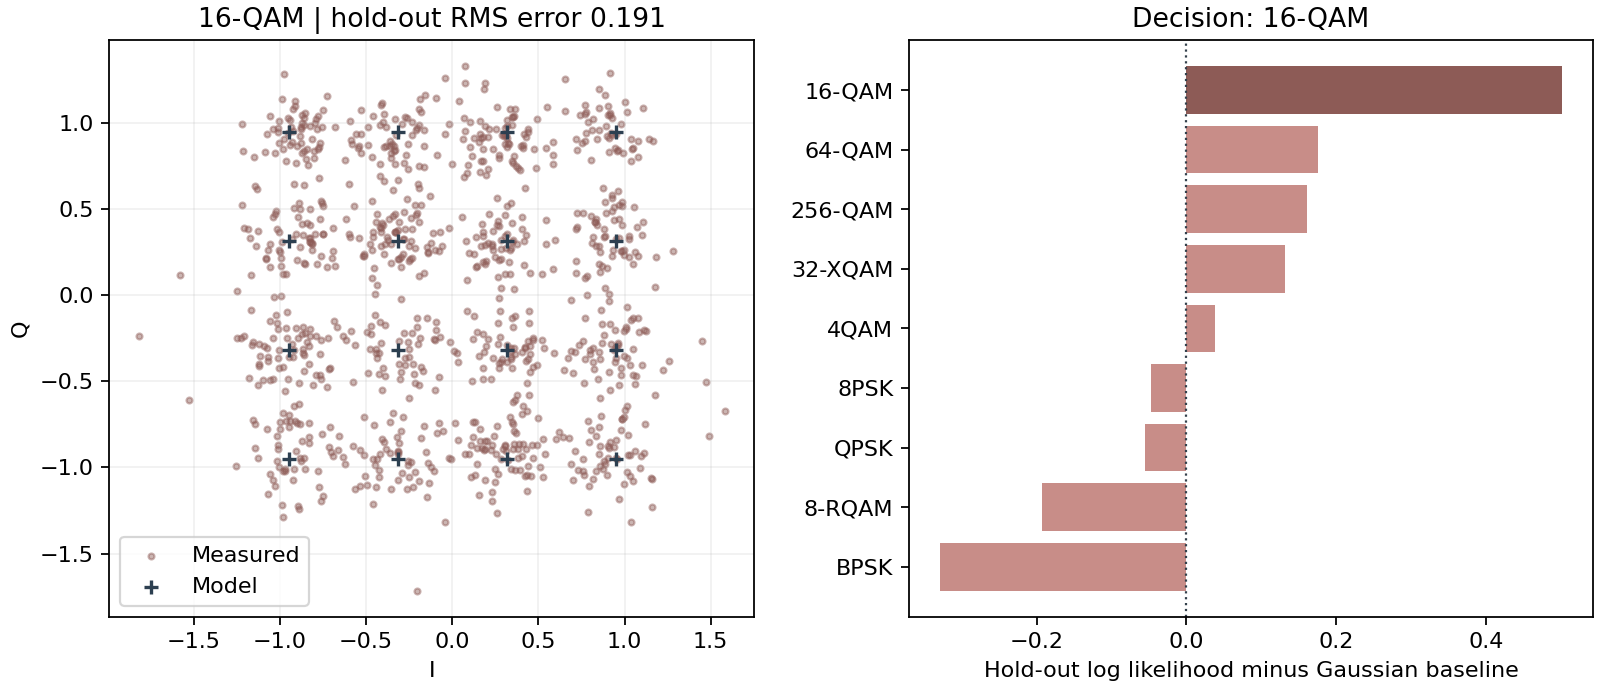 16-QAM | hold-out RMS error 0.191
Q
1.0
0.5
0.0
−0.5
−1.0
−1.5
Measured
Model
−1.5 −1.0 −0.5 0.0 0.5 1.0 1.5
I
Decision: 16-QAM
16-QAM
64-QAM
256-QAM
32-XQAM
4QAM
8PSK
QPSK
8-RQAM
BPSK
−0.2 0.0 0.2 0.4
Hold-out log likelihood minus Gaussian baseline